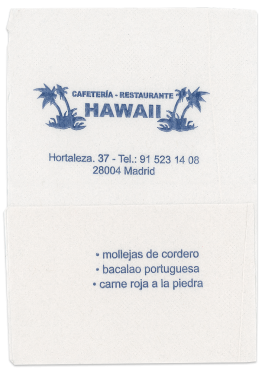 CAFETERÍA - RESTAURANTE
HAWAII
Hortaleza. 37 - Tel.: 91 523 14 08
28004 Madrid
• mollejas de cordero
• bacalao portuguesa
• carne roja a la piedra